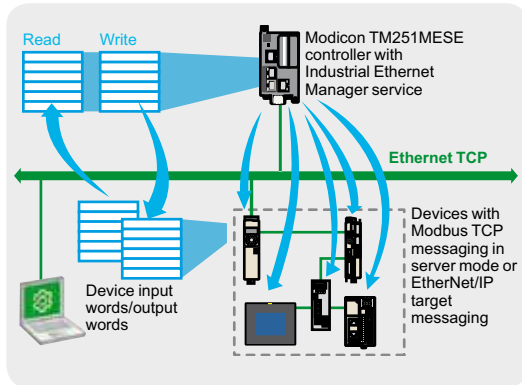 Read Write
Modicon TM251MESE
controller with
Industrial Ethernet
Manager service
Ethernet TCP
Devices with
Modbus TCP
messaging in
server mode or
EtherNet/IP
target
messaging
Device input
words/output
words